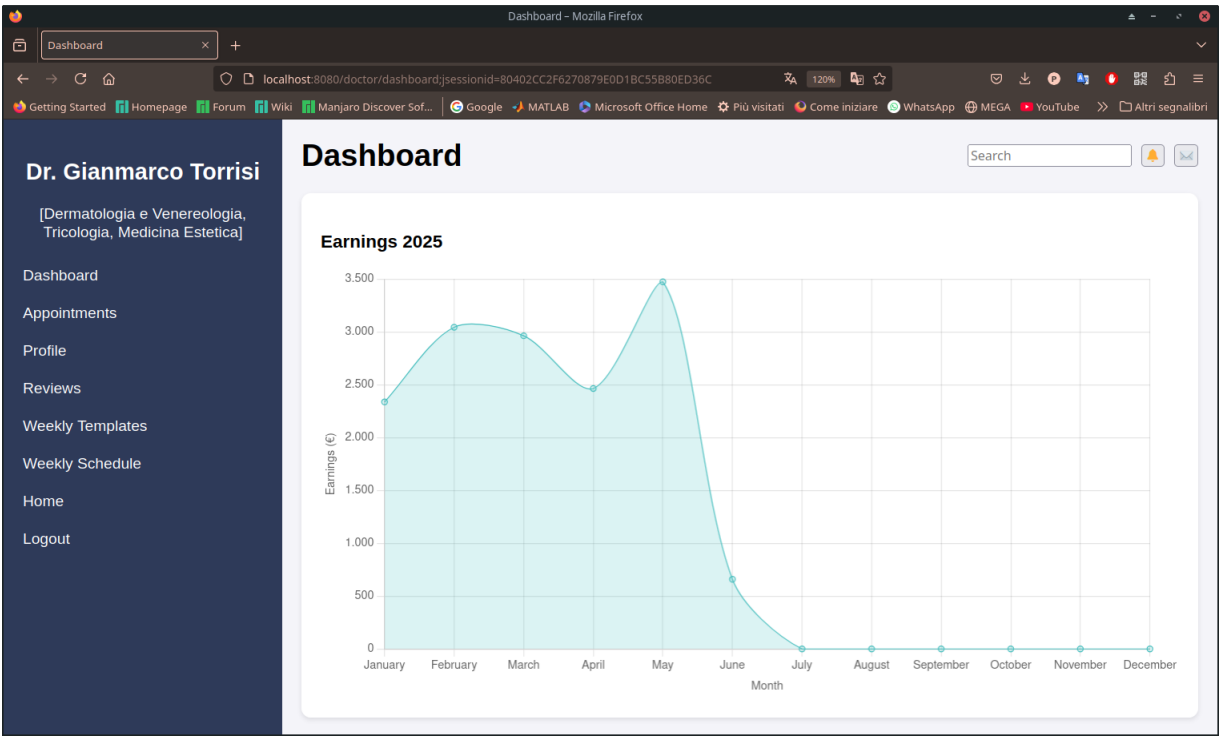 Dashboard – Mozilla Firefox
Dashboard
localhost:8080/doctor/dashboard;jsessionid=80402CC2F6270879E0D1BC55B80ED36C
120%
Getting Started Homepage Forum Wiki Manjaro Discover Sof... Google MATLAB Microsoft Office Home Più visitati Come iniziare WhatsApp MEGA YouTube Altri segnalibri
Dr. Gianmarco Torrisi
[Dermatologia e Venereologia,
Tricologia, Medicina Estetica]
Dashboard
Appointments
Profile
Reviews
Weekly Templates
Weekly Schedule
Home
Logout
Dashboard
Search
Earnings 2025
3.500
3.000
2.500
2.000
1.500
1.000
500
0
Earnings (€)
January February March April May June July August September October November December
Month